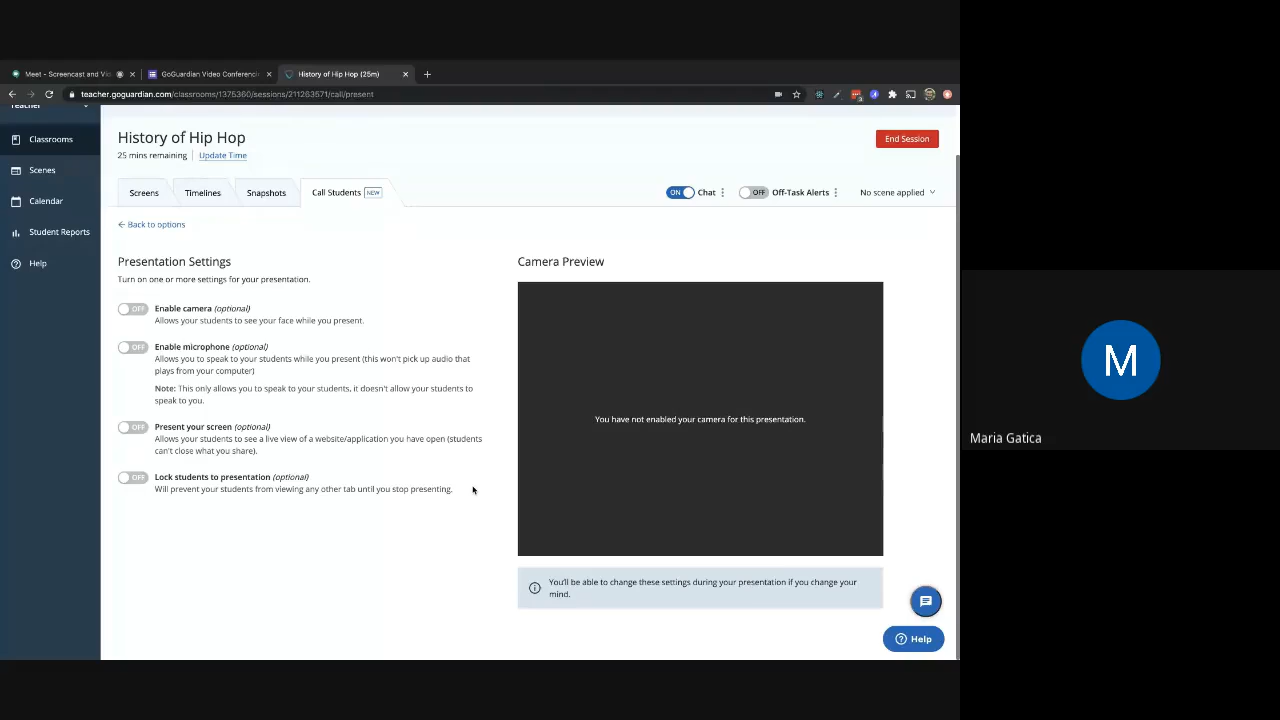 Meet - Screencast and Vi
GoGuardian Video Conferenci
History of Hip Hop (25m)
teacher.goguardian.com/classrooms/1375360/sessions/211263571/call/present
Teacher
Classrooms
Scenes
Calendar
Student Reports
Help
History of Hip Hop
25 mins remaining
Update Time
End Session
Screens
Timelines
Snapshots
Call Students NEW
ON Chat
OFF Off-Task Alerts
No scene applied
Back to options
Presentation Settings
Turn on one or more settings for your presentation.
OFF Enable camera (optional)
Allows your students to see your face while you present.
OFF Enable microphone (optional)
Allows you to speak to your students while you present (this won't pick up audio that
plays from your computer)
Note: This only allows you to speak to your students, it doesn't allow your students to
speak to you.
OFF Present your screen (optional)
Allows your students to see a live view of a website/application you have open (students
can't close what you share).
OFF Lock students to presentation (optional)
Will prevent your students from viewing any other tab until you stop presenting.
Camera Preview
You have not enabled your camera for this presentation.
You'll be able to change these settings during your presentation if you change your
mind.
Help
M
Maria Gatica